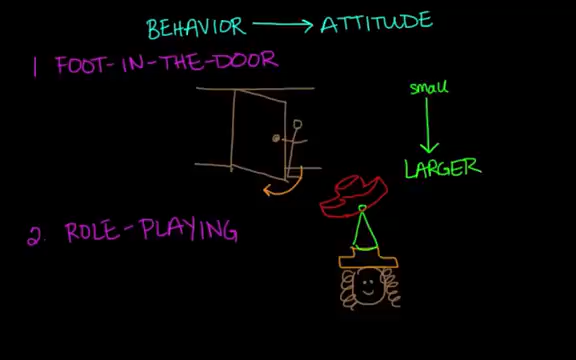 BEHAVIOR → ATTITUDE
1 FOOT-IN-THE-DOOR
small
LARGER
2. ROLE-PLAYING